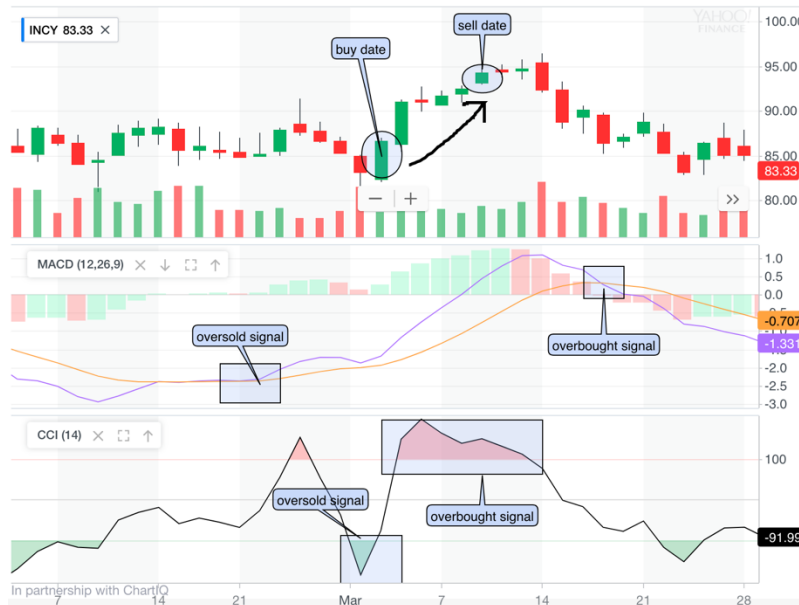 YAHOO!
FINANCE
INCY 83.33
buy date
sell date
100.00
95.00
90.00
85.00
83.33
80.00
MACD (12,26,9)
1.0
0.5
0.0
-0.707
-1.331
-2.0
-2.5
-3.0
oversold signal
overbought signal
CCI (14)
100
-91.99
oversold signal
overbought signal
In partnership with ChartIQ
7
14
21
Mar
7
14
21
28